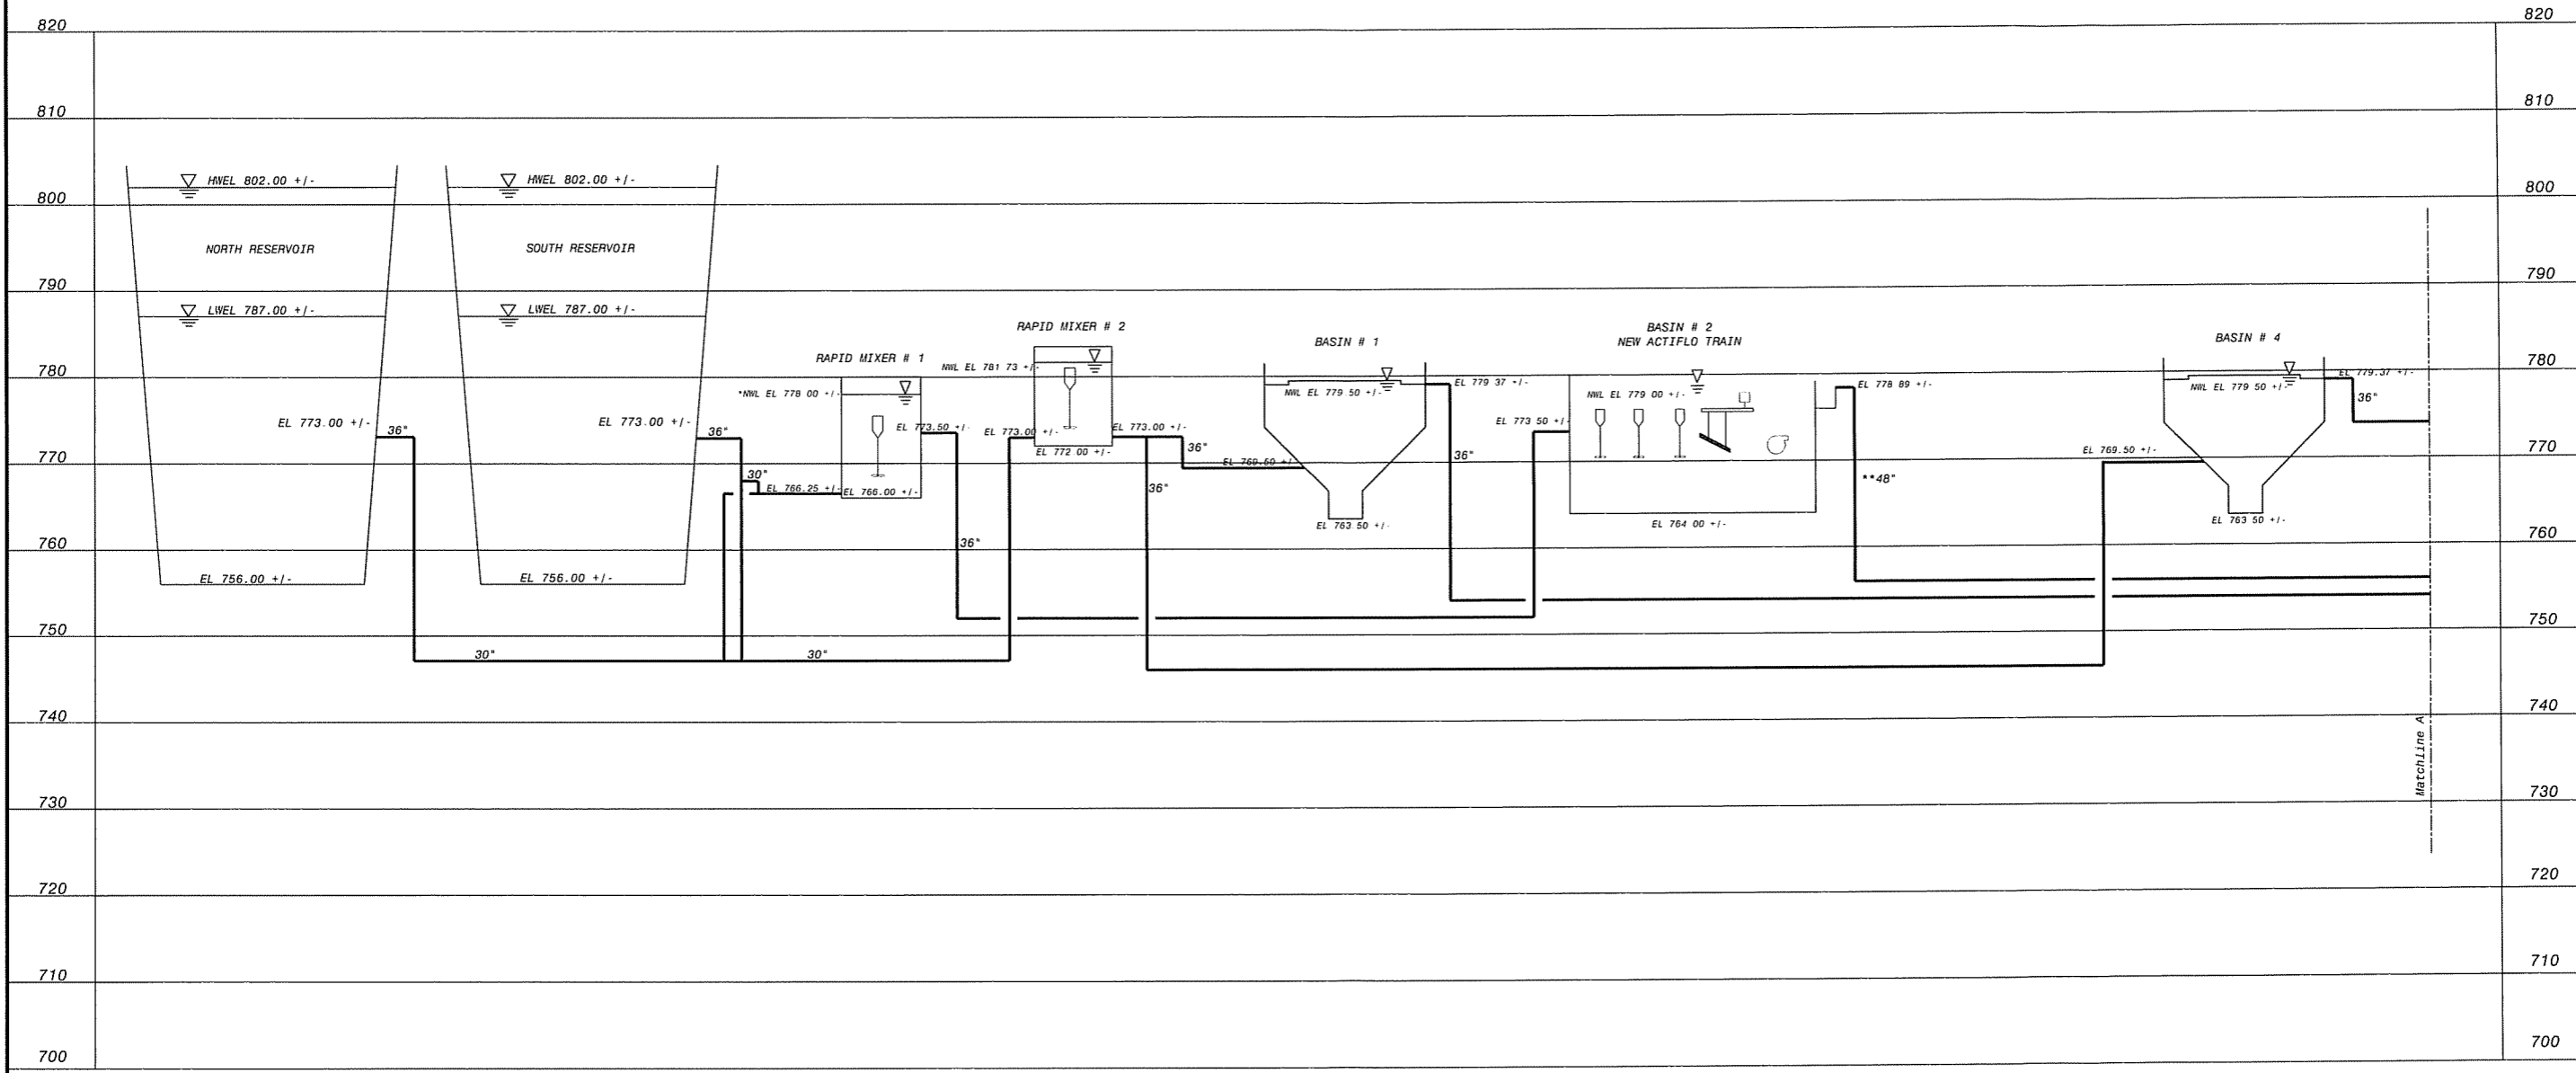 820
820
810
810
HWEL 802.00 +/-
HWEL 802.00 +/-
800
800
NORTH RESERVOIR
SOUTH RESERVOIR
790
790
LWEL 787.00 +/-
LWEL 787.00 +/-
RAPID MIXER # 2
BASIN # 2
NEW ACTIFLO TRAIN
BASIN # 1
BASIN # 4
RAPID MIXER # 1
780
780
NWL EL 781 73 +/-
EL 779 37 +/-
EL 778 89 +/-
EL 779.37 +/-
*NWL EL 778 00 +/-
NWL EL 779 50 +/-
NWL EL 779 00 +/-
NWL EL 779 50 +/-
36"
EL 773.00 +/-
36"
EL 773.00 +/-
36"
EL 773.50 +/-
EL 773.00 +/-
EL 773.00 +/-
EL 773 50 +/-
36"
EL 772.00 +/-
36"
EL 769.50 +/-
EL 769.50 +/-
770
770
30"
EL 766.25 +/-
EL 766.00 +/-
36"
**48"
EL 763.50 +/-
EL 764 00 +/-
EL 763 50 +/-
36"
760
760
EL 756.00 +/-
EL 756.00 +/-
750
750
30"
30"
740
740
Matchline A
730
730
720
720
710
710
700
700